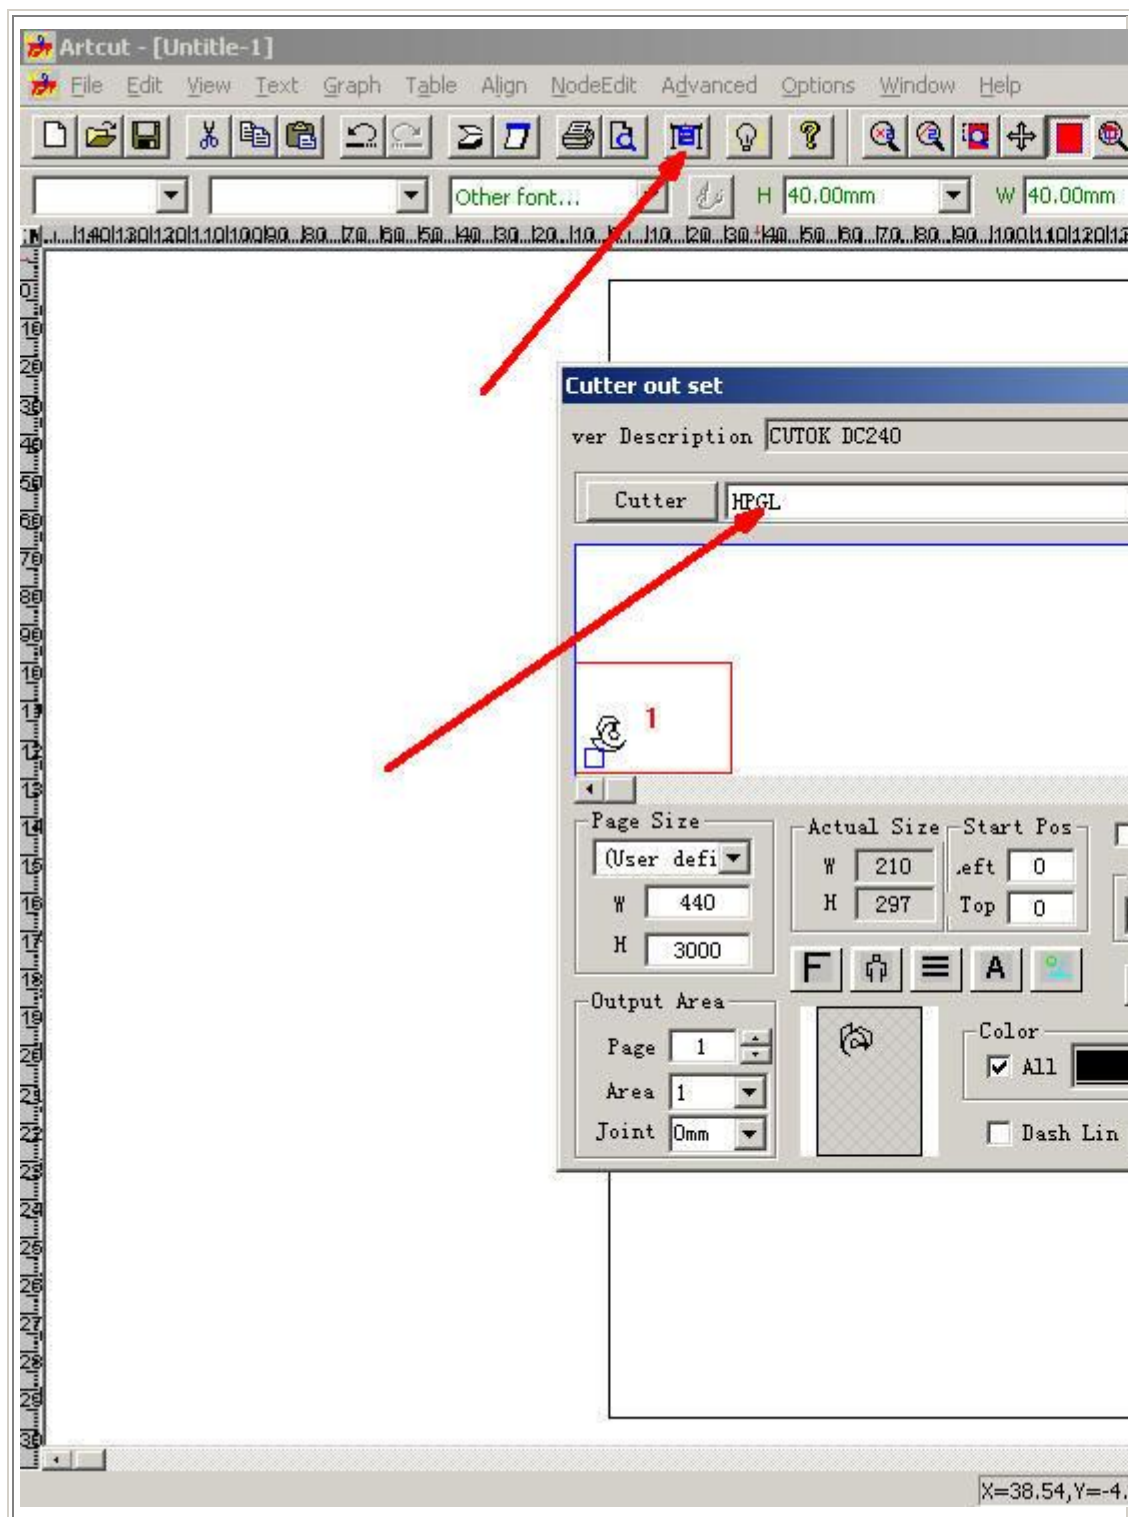 Artcut - [Untitle-1]
File Edit View Text Graph Table Align NodeEdit Advanced Options Window Help
Other font... H 40.00mm W 40.00mm
Cutter out set
ver Description CUTOK DC240
Cutter HPGL
1
Page Size Actual Size Start Pos
(User defi W 210 .eft 0
W 440 H 297 Top 0
H 3000
F A
Output Area
Page 1 Color
All
Area 1
Joint 0mm Dash Lin
X=38.54,Y=-4.